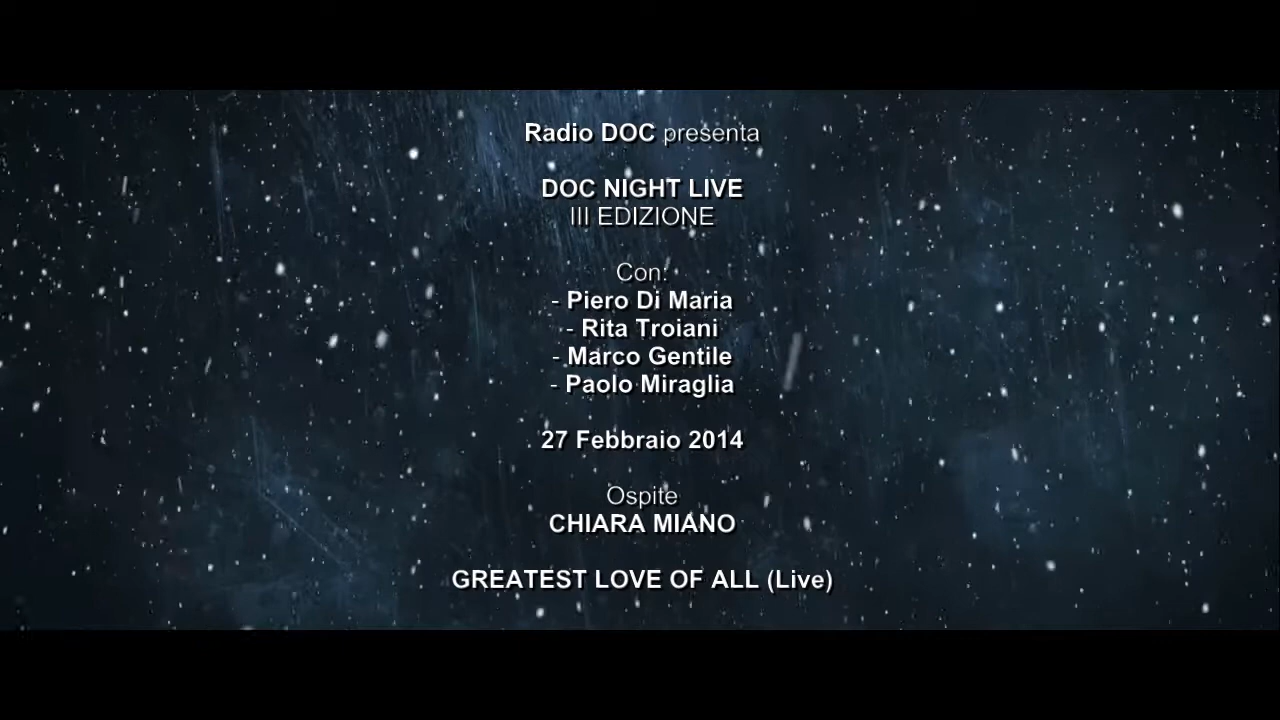 Radio DOC presenta
DOC NIGHT LIVE
III EDIZIONE
Con:
- Piero Di Maria
- Rita Troiani
- Marco Gentile
- Paolo Miraglia
27 Febbraio 2014
Ospite
CHIARA MIANO
GREATEST LOVE OF ALL (Live)